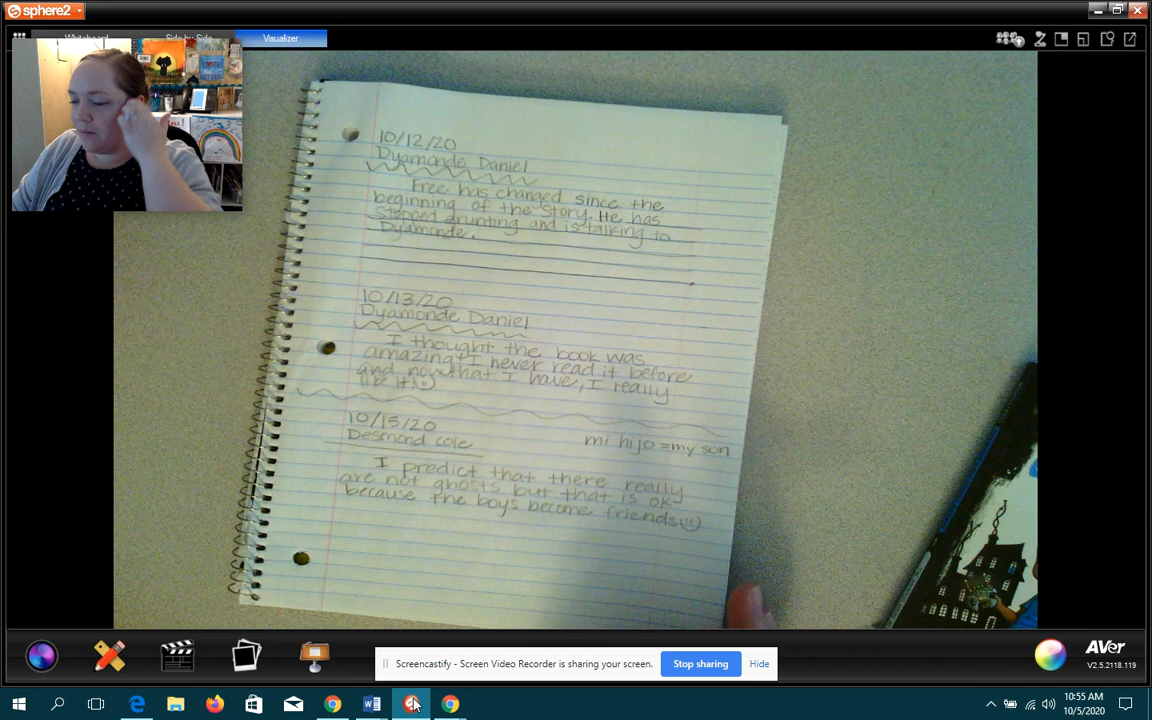 sphere2
Whiteboard
Side by Side
Visualizer
10/12/20
Dyamonde Daniel
Free has changed since the
beginning of the story. He has
stopped grunting and is talking to
Dyamonde.
10/13/20
Dyamonde Daniel
I thought the book was
amazing! I never read it before
and now that I have, I really
like it!
10/15/20
Desmond Cole
mi hijo = my son
I predict that there really
are not ghosts but that is ok
because the boys become friends
Screencastify - Screen Video Recorder is sharing your screen.
Stop sharing
Hide
AVer
V2.5.2118.119
10:55 AM
10/5/2020